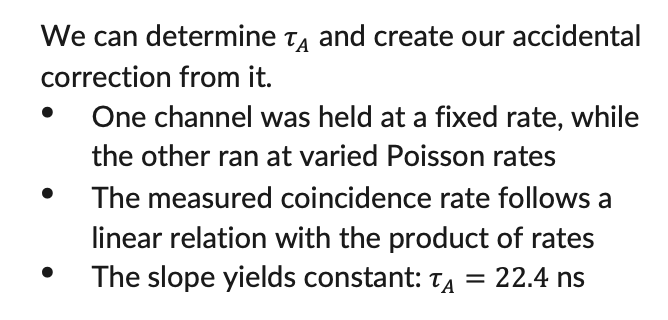 We can determine τ_A and create our accidental
correction from it.
• One channel was held at a fixed rate, while
the other ran at varied Poisson rates
• The measured coincidence rate follows a
linear relation with the product of rates
• The slope yields constant: τ_A = 22.4 ns